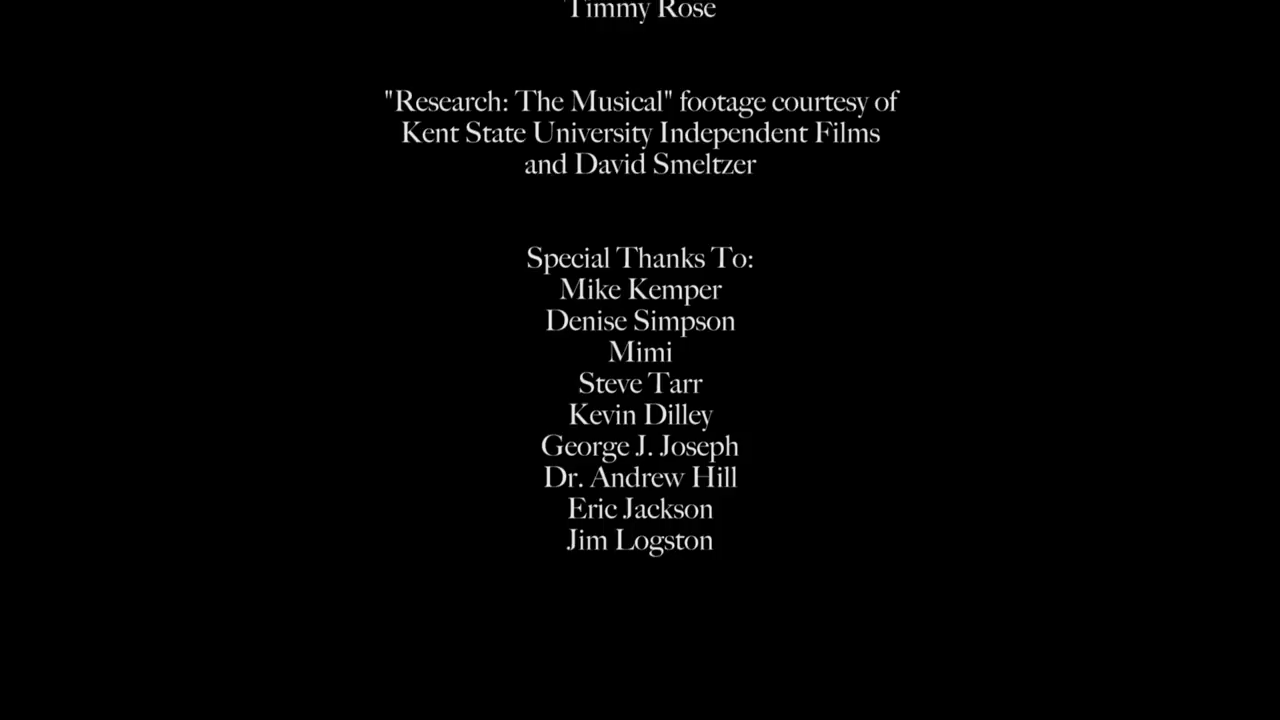 Timmy Rose
"Research: The Musical" footage courtesy of
Kent State University Independent Films
and David Smeltzer
Special Thanks To:
Mike Kemper
Denise Simpson
Mimi
Steve Tarr
Kevin Dilley
George J. Joseph
Dr. Andrew Hill
Eric Jackson
Jim Logston